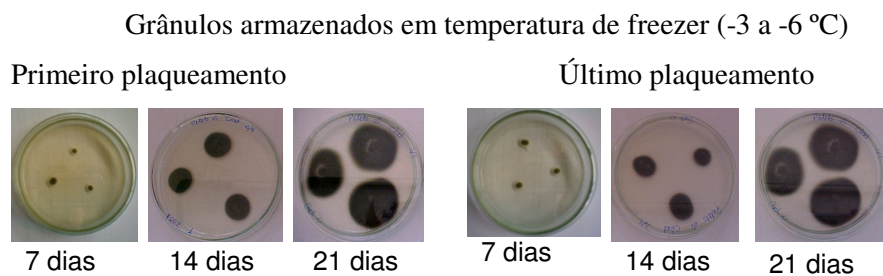 Grânulos armazenados em temperatura de freezer (-3 a -6 ºC)
Primeiro plaqueamento
Último plaqueamento
7 dias
14 dias
21 dias
7 dias
14 dias
21 dias